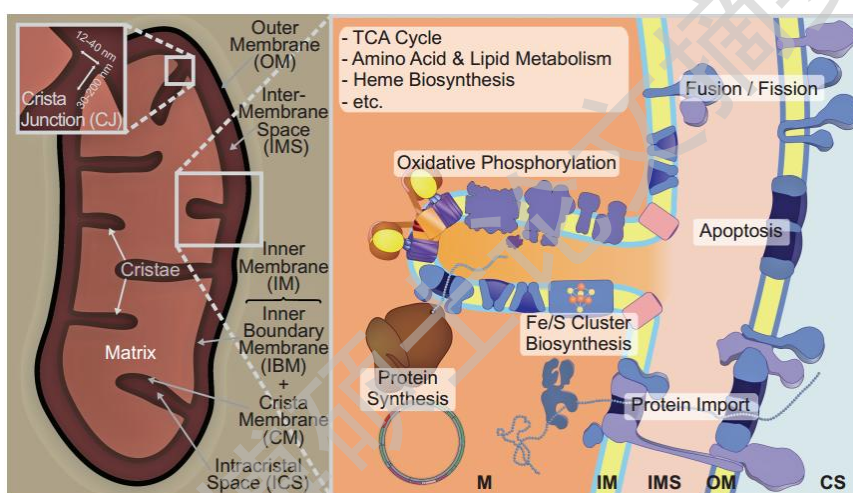 12-40 nm
30-200 nm
Crista
Junction (CJ)
Outer
Membrane
(OM)
Inter-
Membrane
Space
(IMS)
Cristae
Inner
Membrane
(IM)
Inner
Boundary
Membrane
(IBM)
+
Crista
Membrane
(CM)
Matrix
Intracristal
Space (ICS)
- TCA Cycle
- Amino Acid & Lipid Metabolism
- Heme Biosynthesis
- etc.
Fusion / Fission
Oxidative Phosphorylation
Apoptosis
Fe/S Cluster
Biosynthesis
Protein
Synthesis
Protein Import
M
IM
IMS
OM
CS